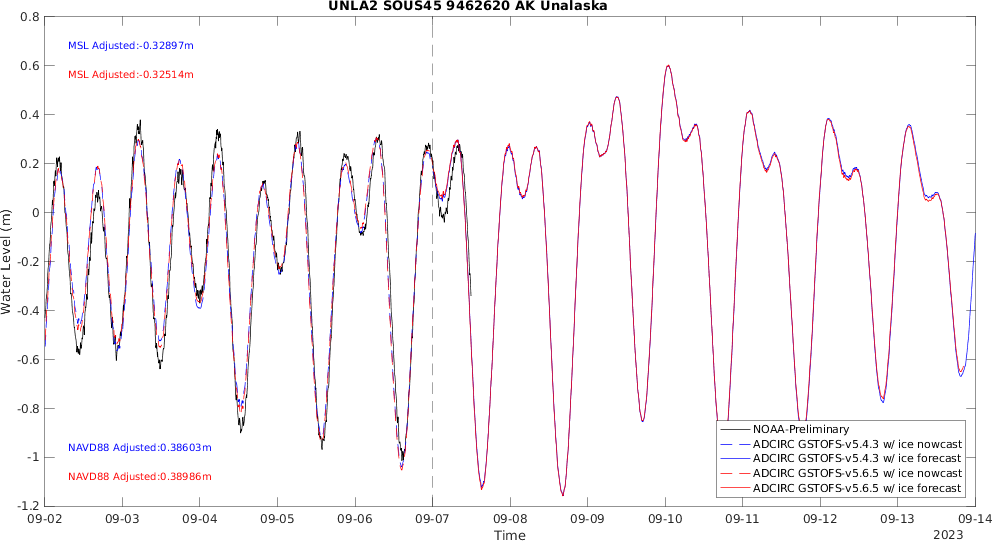 UNLA2 SOUS45 9462620 AK Unalaska
0.8
0.6
0.4
0.2
0
-0.2
-0.4
-0.6
-0.8
-1
-1.2
Water Level (m)
MSL Adjusted:-0.32897m
MSL Adjusted:-0.32514m
NAVD88 Adjusted:0.38603m
NAVD88 Adjusted:0.38986m
NOAA-Preliminary
ADCIRC GSTOFS-v5.4.3 w/ ice nowcast
ADCIRC GSTOFS-v5.4.3 w/ ice forecast
ADCIRC GSTOFS-v5.6.5 w/ ice nowcast
ADCIRC GSTOFS-v5.6.5 w/ ice forecast
09-02 09-03 09-04 09-05 09-06 09-07 09-08 09-09 09-10 09-11 09-12 09-13 09-14
Time
2023